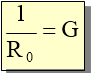 1/R₀ = G